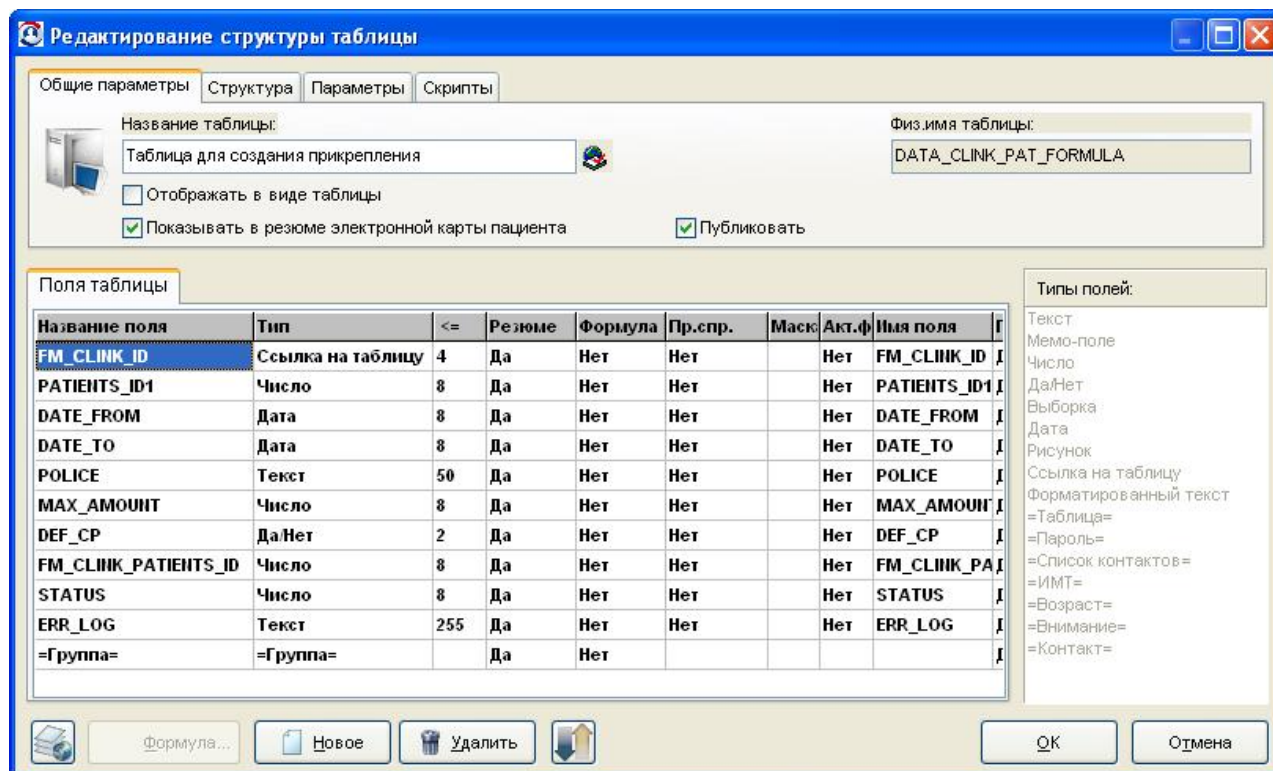 Редактирование структуры таблицы
Общие параметры Структура Параметры Скрипты
Название таблицы: Физ.имя таблицы:
Таблица для создания прикрепления DATA_CLINK_PAT_FORMULA
Отображать в виде таблицы
Показывать в резюме электронной карты пациента Публиковать
Поля таблицы
Название поля Тип <= Резюме Формула Пр.спр. Маск Акт.ф Имя поля
FM_CLINK_ID Ссылка на таблицу 4 Да Нет Нет Нет FM_CLINK_ID
PATIENTS_ID1 Число 8 Да Нет Нет Нет PATIENTS_ID1
DATE_FROM Дата 8 Да Нет Нет Нет DATE_FROM
DATE_TO Дата 8 Да Нет Нет Нет DATE_TO
POLICE Текст 50 Да Нет Нет Нет POLICE
MAX_AMOUNT Число 8 Да Нет Нет Нет MAX_AMOUNT
DEF_CP Да/Нет 2 Да Нет Нет Нет DEF_CP
FM_CLINK_PATIENTS_ID Число 8 Да Нет Нет Нет FM_CLINK_PA
STATUS Число 8 Да Нет Нет Нет STATUS
ERR_LOG Текст 255 Да Нет Нет Нет ERR_LOG
=Группа= =Группа= Да Нет
Типы полей:
Текст
Мемо-поле
Число
Да/Нет
Выборка
Дата
Рисунок
Ссылка на таблицу
Форматированный текст
=Таблица=
=Пароль=
=Список контактов=
=ИМТ=
=Возраст=
=Внимание=
=Контакт=
Формула... Новое Удалить OK Отмена